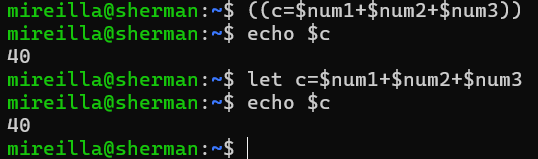 mireilla@sherman:~$ ((c=$num1+$num2+$num3))
mireilla@sherman:~$ echo $c
40
mireilla@sherman:~$ let c=$num1+$num2+$num3
mireilla@sherman:~$ echo $c
40
mireilla@sherman:~$